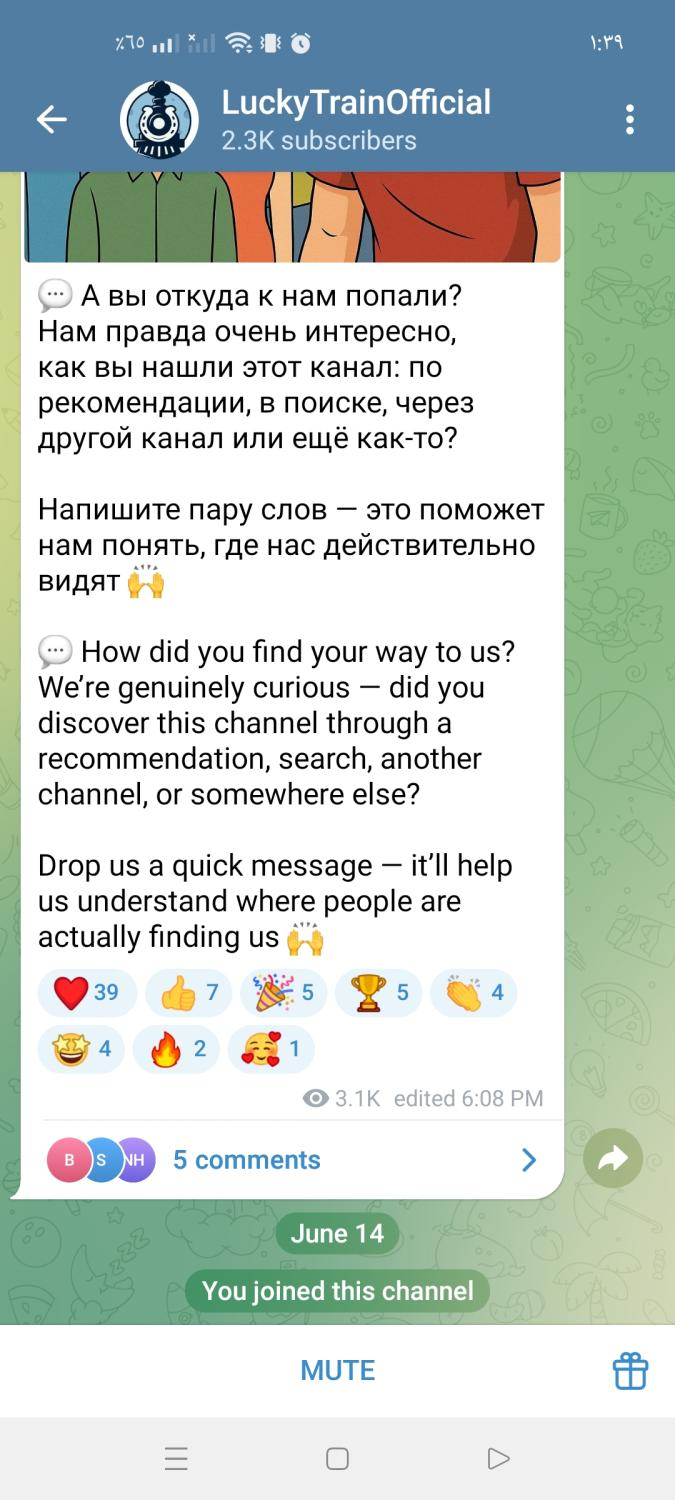 ٪٦٥
١:٣٩
LuckyTrainOfficial
2.3K subscribers
💬 А вы откуда к нам попали?
Нам правда очень интересно,
как вы нашли этот канал: по
рекомендации, в поиске, через
другой канал или ещё как-то?
Напишите пару слов — это поможет
нам понять, где нас действительно
видят 🙌
💬 How did you find your way to us?
We’re genuinely curious — did you
discover this channel through a
recommendation, search, another
channel, or somewhere else?
Drop us a quick message — it’ll help
us understand where people are
actually finding us 🙌
❤️ 39 👍 7 🎉 5 🏆 5 👏 4
🤩 4 🔥 2 🥰 1
3.1K edited 6:08 PM
B S NH 5 comments
June 14
You joined this channel
MUTE